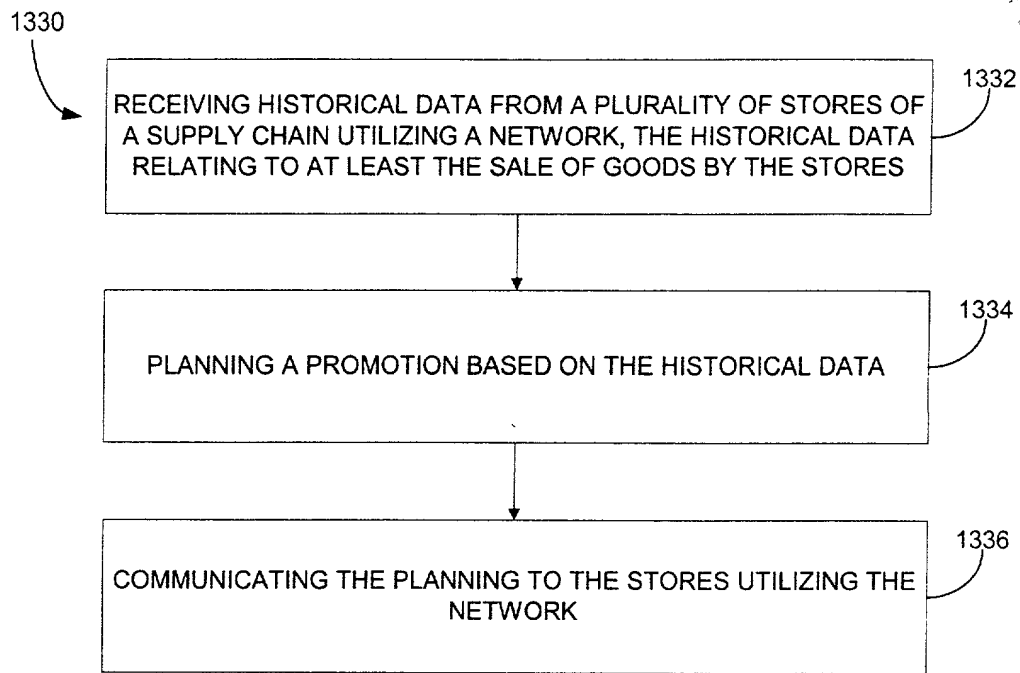 1330
1332
RECEIVING HISTORICAL DATA FROM A PLURALITY OF STORES OF
A SUPPLY CHAIN UTILIZING A NETWORK, THE HISTORICAL DATA
RELATING TO AT LEAST THE SALE OF GOODS BY THE STORES
1334
PLANNING A PROMOTION BASED ON THE HISTORICAL DATA
1336
COMMUNICATING THE PLANNING TO THE STORES UTILIZING THE
NETWORK